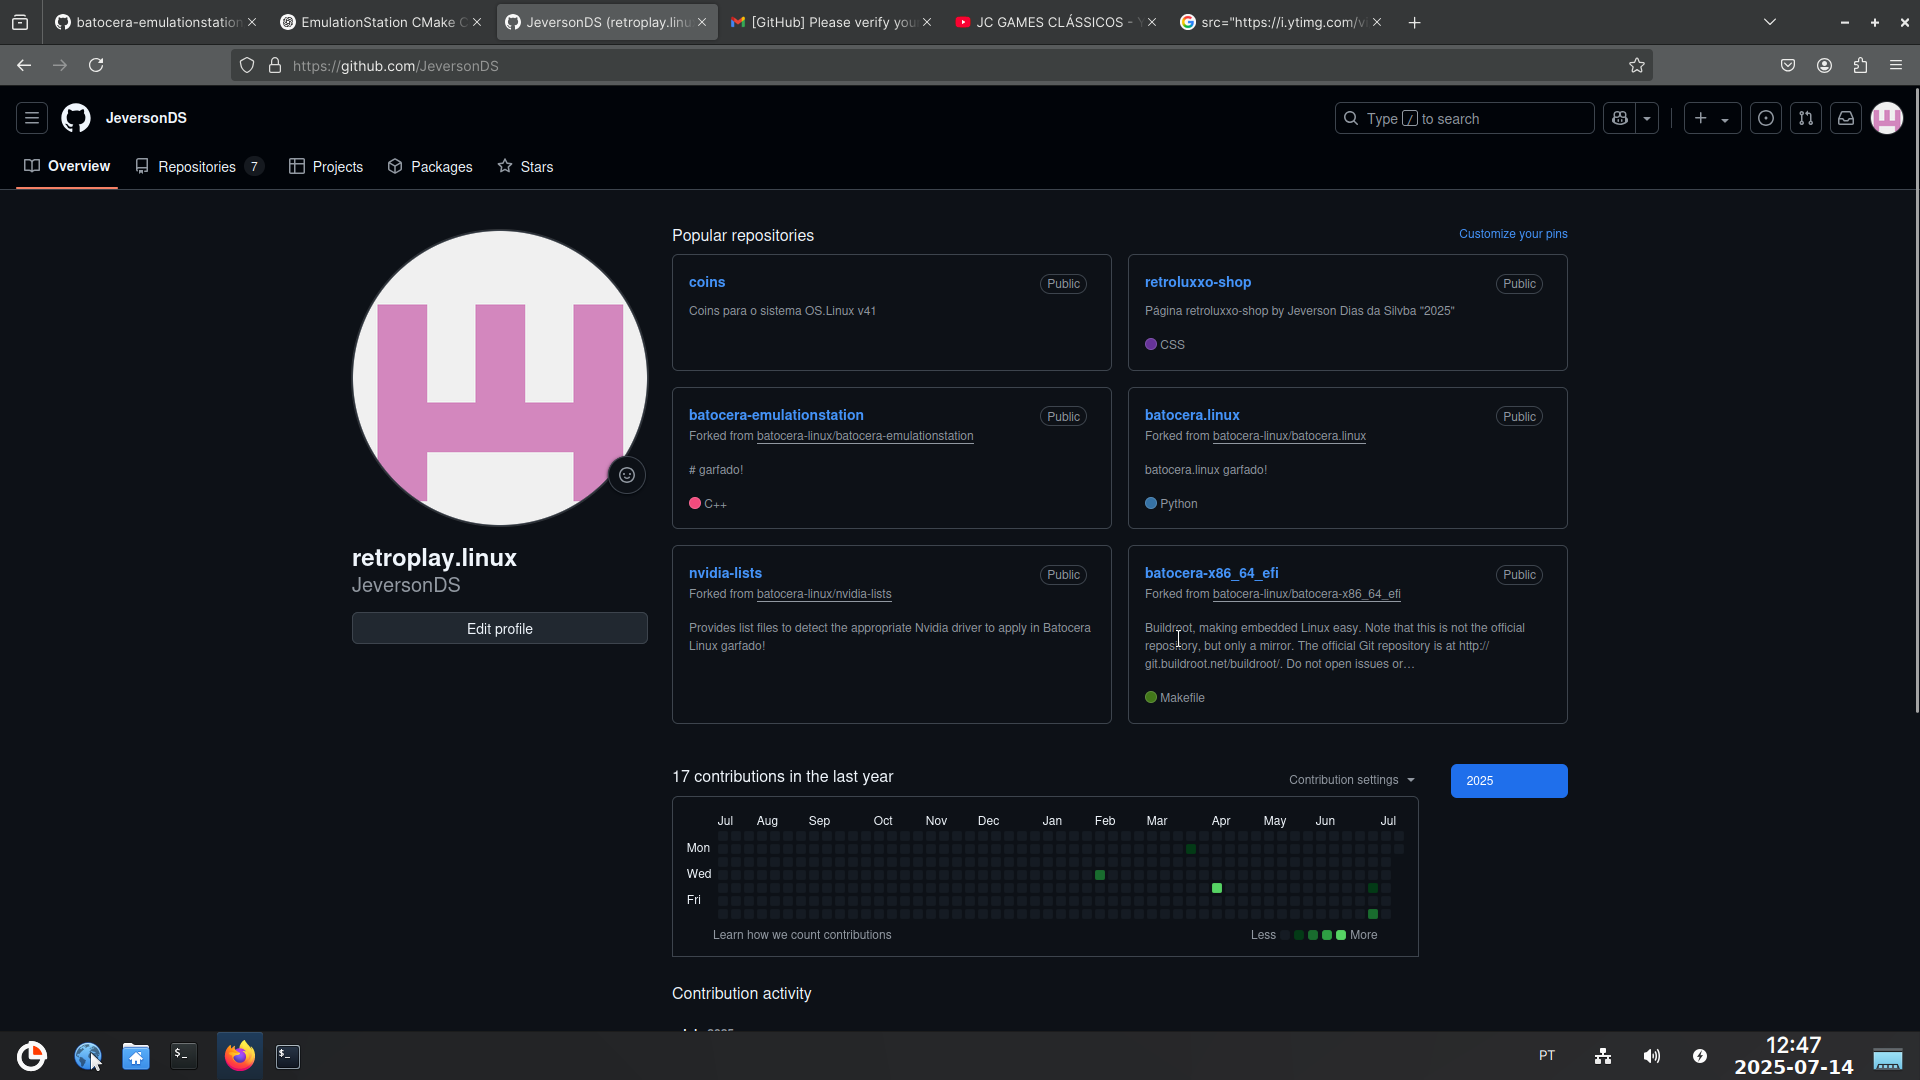 batocera-emulationstation
EmulationStation CMake C
JeversonDS (retroplay.linu
[GitHub] Please verify you
JC GAMES CLÁSSICOS - Y
src="https://i.ytimg.com/vi
https://github.com/JeversonDS
JeversonDS
Type / to search
Overview
Repositories 7
Projects
Packages
Stars
Popular repositories
Customize your pins
coins
Public
Coins para o sistema OS.Linux v41
retroluxxo-shop
Public
Página retroluxxo-shop by Jeverson Dias da Silvba "2025"
CSS
batocera-emulationstation
Public
Forked from batocera-linux/batocera-emulationstation
# garfado!
C++
batocera.linux
Public
Forked from batocera-linux/batocera.linux
batocera.linux garfado!
Python
retroplay.linux
JeversonDS
Edit profile
nvidia-lists
Public
Forked from batocera-linux/nvidia-lists
Provides list files to detect the appropriate Nvidia driver to apply in Batocera
Linux garfado!
batocera-x86_64_efi
Public
Forked from batocera-linux/batocera-x86_64_efi
Buildroot, making embedded Linux easy. Note that this is not the official
repository, but only a mirror. The official Git repository is at http://
git.buildroot.net/buildroot/. Do not open issues or…
Makefile
17 contributions in the last year
Contribution settings
2025
Jul Aug Sep Oct Nov Dec Jan Feb Mar Apr May Jun Jul
Mon
Wed
Fri
Learn how we count contributions
Less
More
Contribution activity
PT
12:47
2025-07-14